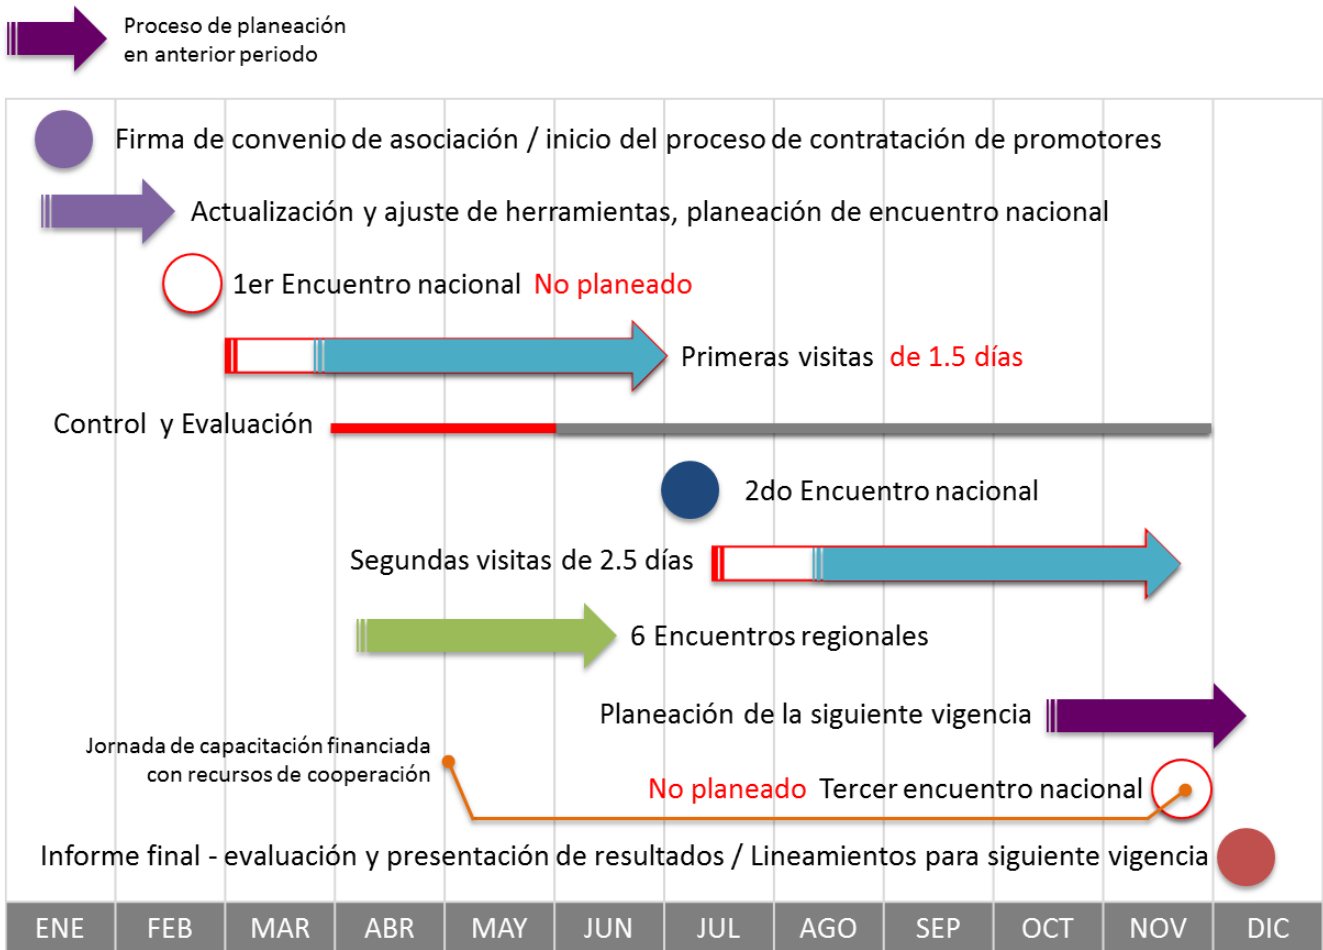 Proceso de planeación
en anterior periodo
Firma de convenio de asociación / inicio del proceso de contratación de promotores
Actualización y ajuste de herramientas, planeación de encuentro nacional
1er Encuentro nacional No planeado
Primeras visitas de 1.5 días
Control y Evaluación
2do Encuentro nacional
Segundas visitas de 2.5 días
6 Encuentros regionales
Planeación de la siguiente vigencia
Jornada de capacitación financiada
con recursos de cooperación
No planeado Tercer encuentro nacional
Informe final - evaluación y presentación de resultados / Lineamientos para siguiente vigencia
ENE FEB MAR ABR MAY JUN JUL AGO SEP OCT NOV DIC